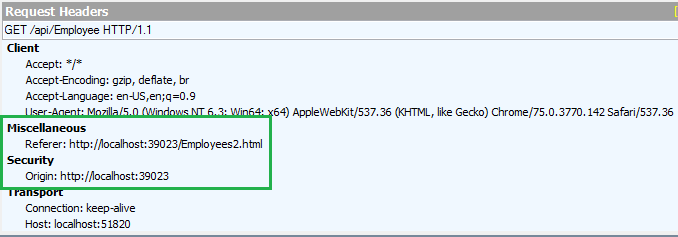 Request Headers
GET /api/Employee HTTP/1.1
Client
Accept: */*
Accept-Encoding: gzip, deflate, br
Accept-Language: en-US,en;q=0.9
User-Agent: Mozilla/5.0 (Windows NT 6.3; Win64; x64) AppleWebKit/537.36 (KHTML, like Gecko) Chrome/75.0.3770.142 Safari/537.36
Miscellaneous
Referer: http://localhost:39023/Employees2.html
Security
Origin: http://localhost:39023
Transport
Connection: keep-alive
Host: localhost:51820